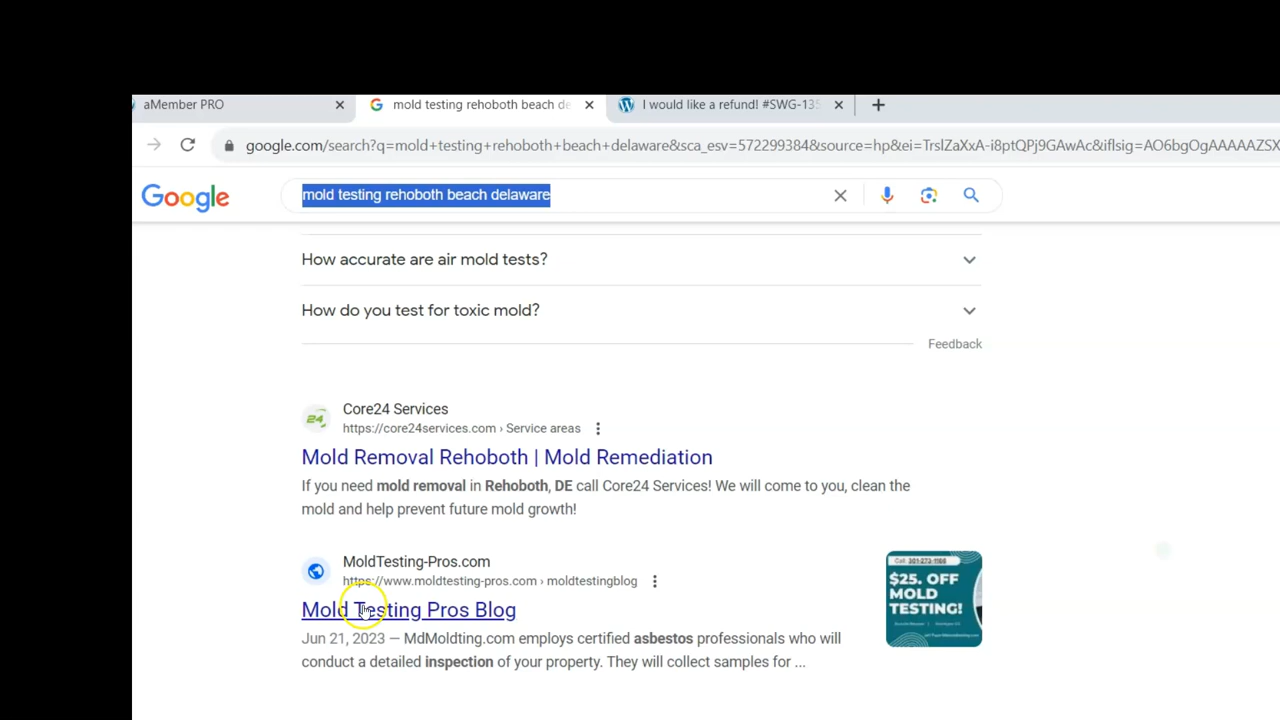 aMember PRO
mold testing rehoboth beach de
I would like a refund! #SWG-135
google.com/search?q=mold+testing+rehoboth+beach+delaware&sca_esv=572299384&source=hp&ei=TrslZaXxA-i8ptQPj9GAwAc&iflsig=AO6bgOgAAAAAZSX
Google
mold testing rehoboth beach delaware
How accurate are air mold tests?
How do you test for toxic mold?
Feedback
24
Core24 Services
https://core24services.com › Service areas
Mold Removal Rehoboth | Mold Remediation
If you need mold removal in Rehoboth, DE call Core24 Services! We will come to you, clean the
mold and help prevent future mold growth!
MoldTesting-Pros.com
https://www.moldtesting-pros.com › moldtestingblog
Mold Testing Pros Blog
Jun 21, 2023 — MdMoldting.com employs certified asbestos professionals who will
conduct a detailed inspection of your property. They will collect samples for ...
Call 301-272-1166
$25. OFF
MOLD
TESTING!